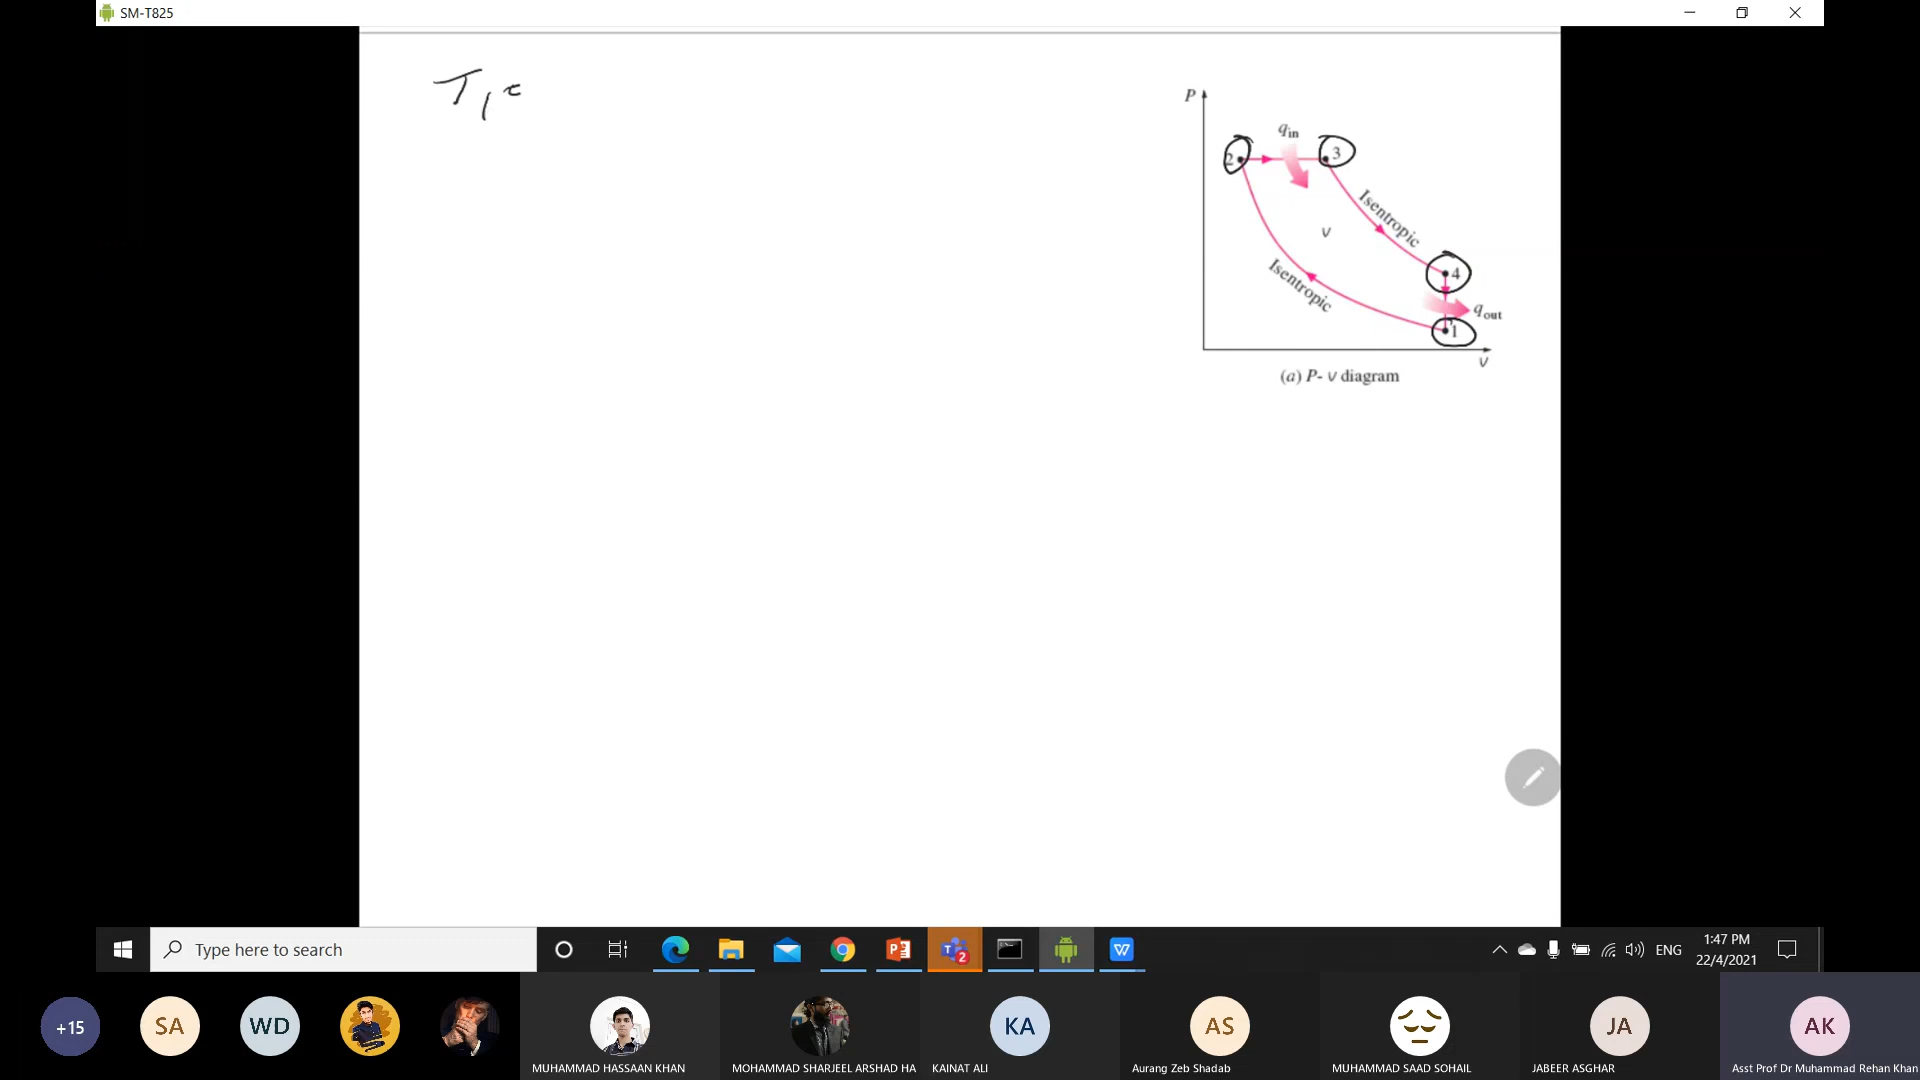 SM-T825
T1 =
P
qin
2
3
Isentropic
v
4
Isentropic
qout
1
v
(a) P- v diagram
Type here to search
2
ENG
1:47 PM
22/4/2021
+15
SA
WD
KA
AS
JA
AK
MUHAMMAD HASSAAN KHAN
MOHAMMAD SHARJEEL ARSHAD HA
KAINAT ALI
Aurang Zeb Shadab
MUHAMMAD SAAD SOHAIL
JABEER ASGHAR
Asst Prof Dr Muhammad Rehan Khan